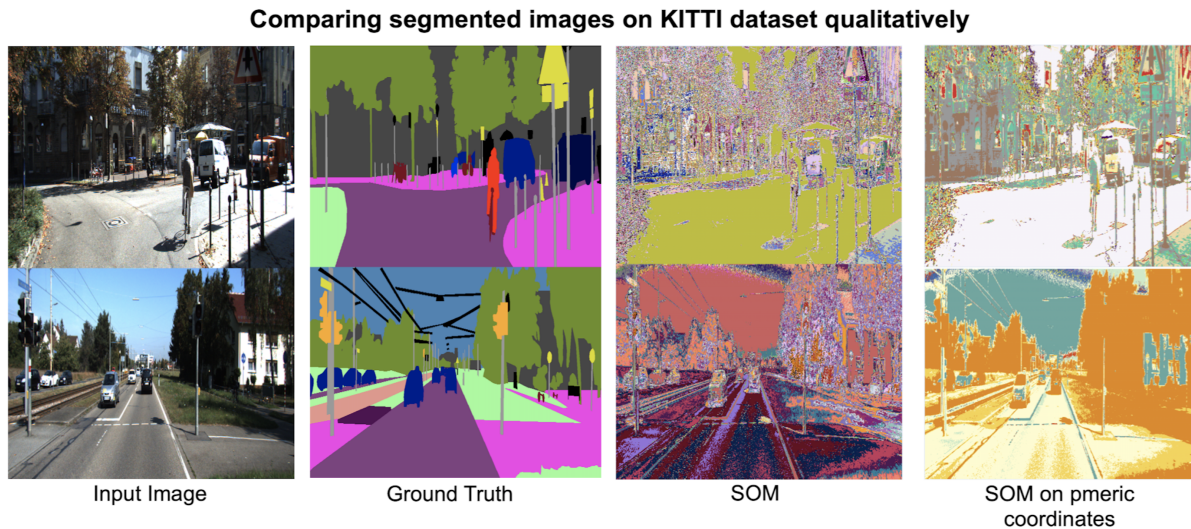 Comparing segmented images on KITTI dataset qualitatively
Input Image
Ground Truth
SOM
SOM on pmeric
coordinates